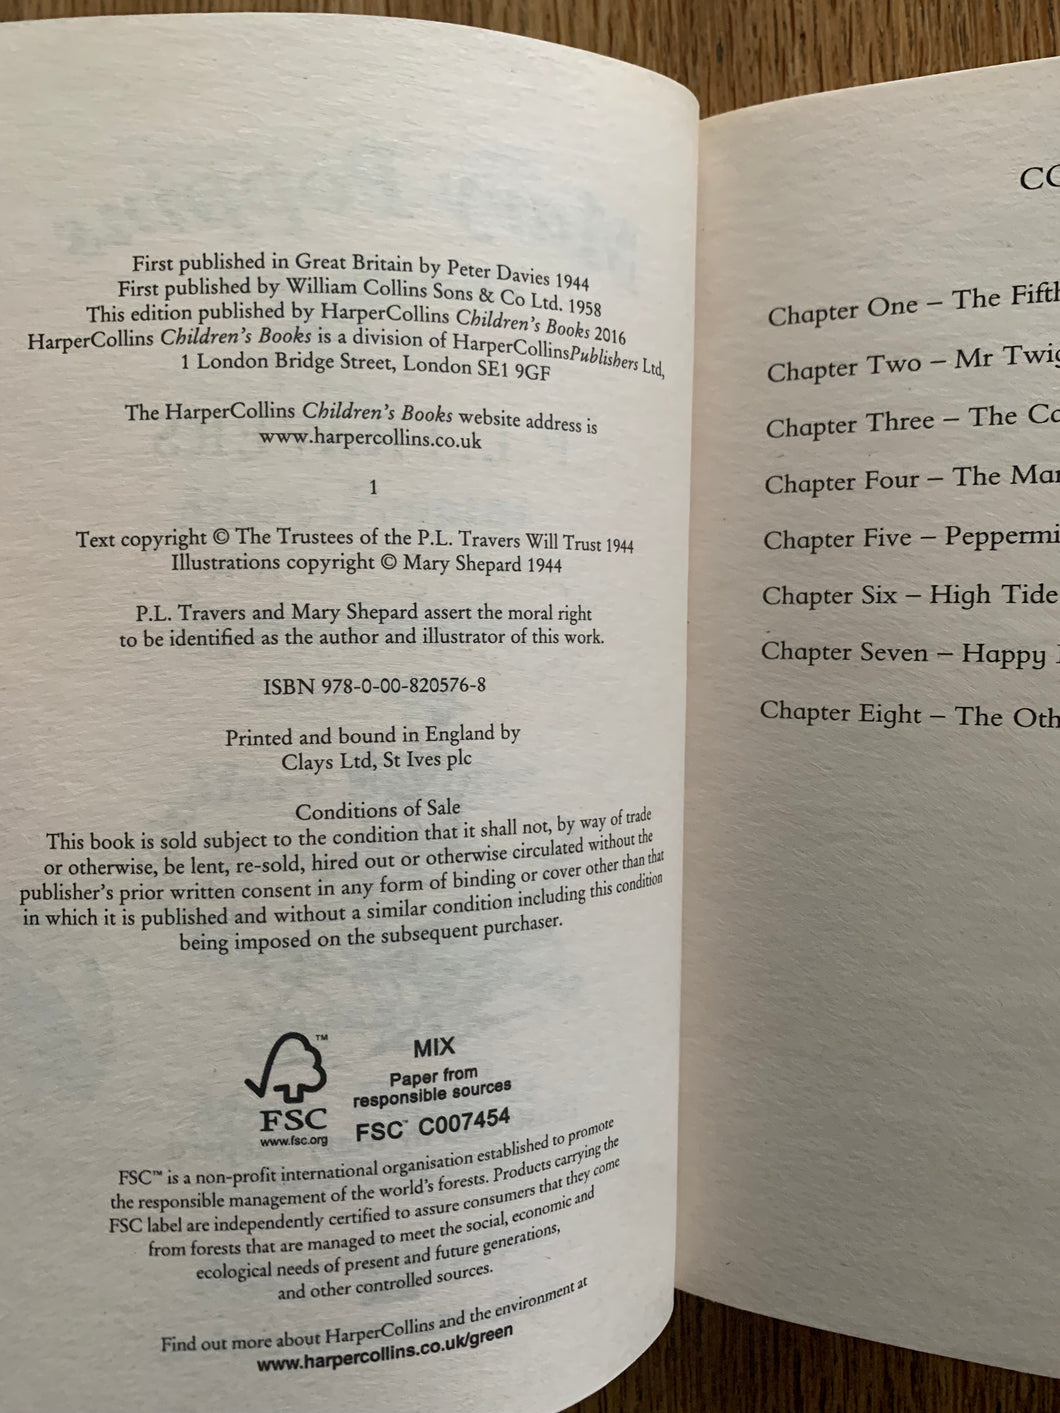 First published in Great Britain by Peter Davies 1944
First published by William Collins Sons & Co Ltd. 1958
This edition published by HarperCollins Children's Books 2016
HarperCollins Children's Books is a division of HarperCollinsPublishers Ltd,
1 London Bridge Street, London SE1 9GF
The HarperCollins Children's Books website address is
www.harpercollins.co.uk
1
Text copyright © The Trustees of the P.L. Travers Will Trust 1944
Illustrations copyright © Mary Shepard 1944
P.L. Travers and Mary Shepard assert the moral right
to be identified as the author and illustrator of this work.
ISBN 978-0-00-820576-8
Printed and bound in England by
Clays Ltd, St Ives plc
Conditions of Sale
This book is sold subject to the condition that it shall not, by way of trade
or otherwise, be lent, re-sold, hired out or otherwise circulated without the
publisher's prior written consent in any form of binding or cover other than that
in which it is published and without a similar condition including this condition
being imposed on the subsequent purchaser.
FSC™
www.fsc.org
MIX
Paper from
responsible sources
FSC™ C007454
FSC™ is a non-profit international organisation established to promote
the responsible management of the world's forests. Products carrying the
FSC label are independently certified to assure consumers that they come
from forests that are managed to meet the social, economic and
ecological needs of present and future generations,
and other controlled sources.
Find out more about HarperCollins and the environment at
www.harpercollins.co.uk/green
CO
Chapter One – The Fifth
Chapter Two – Mr Twig
Chapter Three – The
Chapter Four – The Mar
Chapter Five – Peppermi
Chapter Six – High Tide
Chapter Seven – Happy
Chapter Eight – The Oth